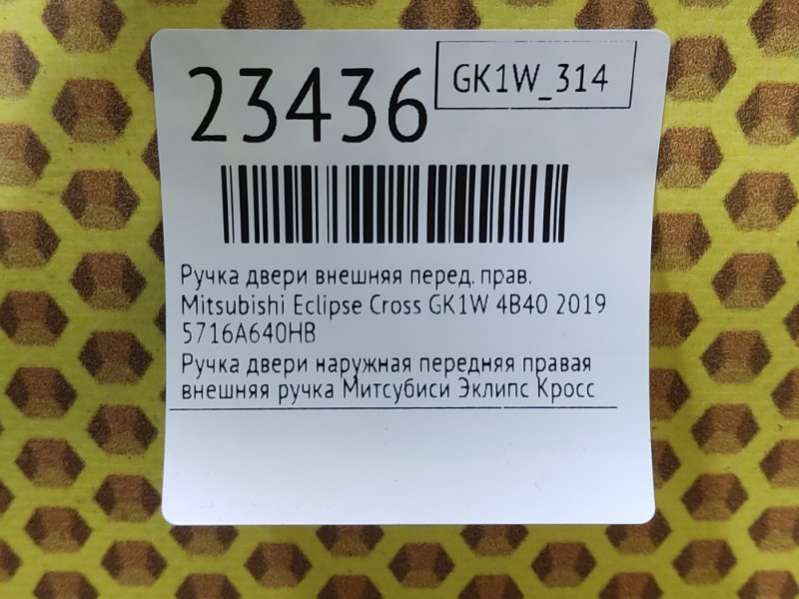 23436
GK1W_314
Ручка двери внешняя перед. прав.
Mitsubishi Eclipse Cross GK1W 4B40 2019
5716A640HB
Ручка двери наружная передняя правая
внешняя ручка Митсубиси Эклипс Кросс